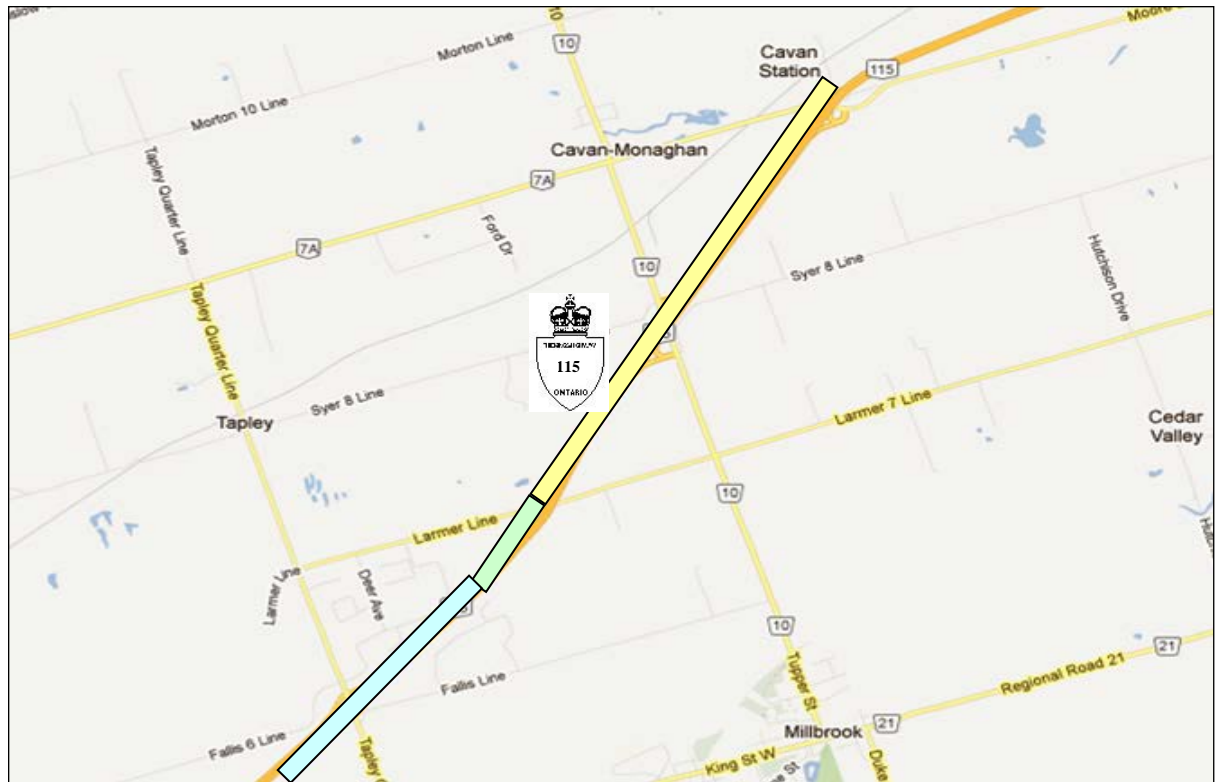 10
Morton Line
Cavan
Station
115
Moore
Morton 10 Line
Cavan-Monaghan
7A
Tapley Quarter Line
Ford Dr
7A
10
Syer 8 Line
Hutchison Drive
Tapley Quarter Line
115
ONTARIO
Syer 8 Line
Tapley
Larmer 7 Line
Cedar
Valley
10
Larmer Line
Larmer Line
Deer Ave
10
Tupper St
Regional Road 21
21
Fallis Line
Millbrook
21
Fallis 6 Line
Tapley
King St W
Duke